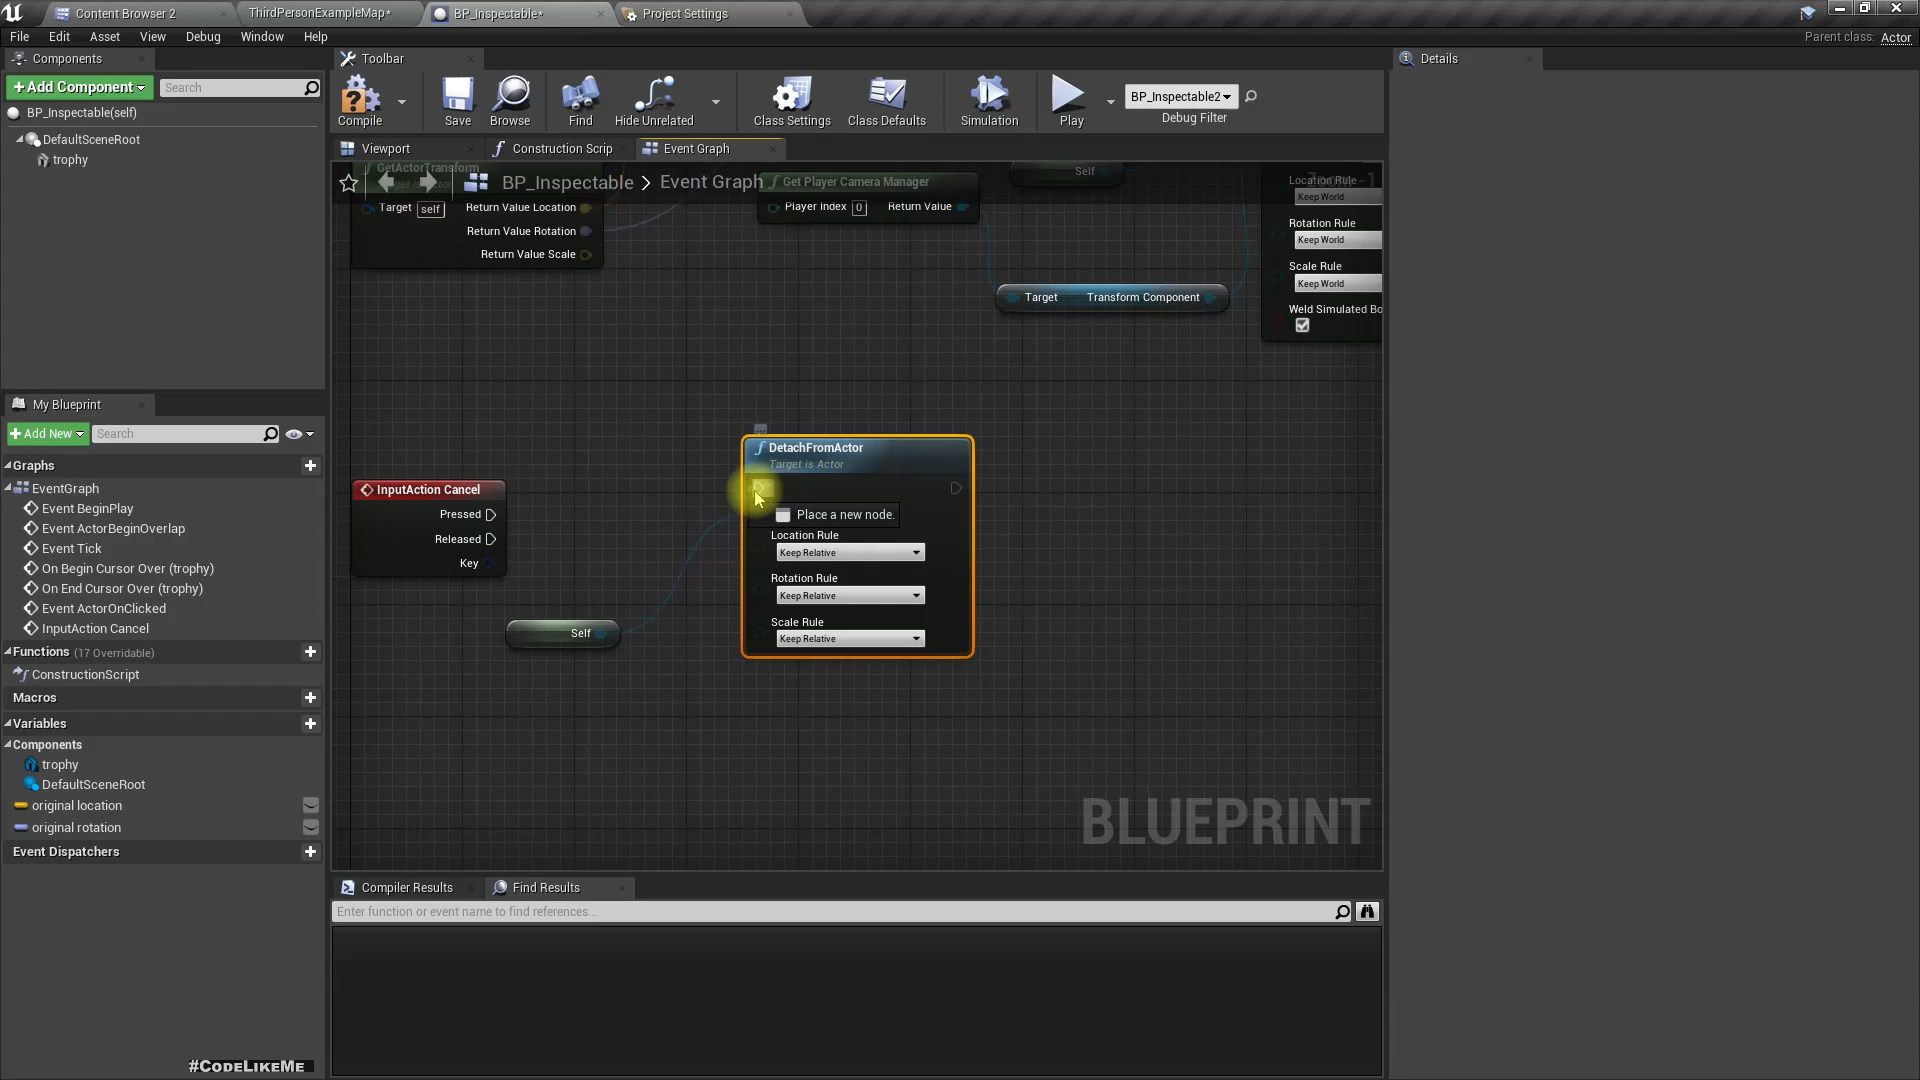 Content Browser 2
ThirdPersonExampleMap*
BP_Inspectable*
Project Settings
File Edit Asset View Debug Window Help
Parent class: Actor
Components
Toolbar
Details
+Add Component
Search
BP_Inspectable(self)
DefaultSceneRoot
trophy
Compile
Save
Browse
Find
Hide Unrelated
Class Settings
Class Defaults
Simulation
Play
BP_Inspectable2
Debug Filter
Viewport
Construction Scrip
Event Graph
BP_Inspectable > Event Graph
GetActorTransform
Target self
Return Value Location
Return Value Rotation
Return Value Scale
Get Player Camera Manager
Player Index 0
Return Value
Self
Location Rule
Keep World
Rotation Rule
Keep World
Scale Rule
Keep World
Weld Simulated Bo
Target Transform Component
My Blueprint
+Add New
Search
Graphs
EventGraph
Event BeginPlay
Event ActorBeginOverlap
Event Tick
On Begin Cursor Over (trophy)
On End Cursor Over (trophy)
Event ActorOnClicked
InputAction Cancel
Functions (17 Overridable)
ConstructionScript
Macros
Variables
Components
trophy
DefaultSceneRoot
original location
original rotation
Event Dispatchers
InputAction Cancel
Pressed
Released
Key
Self
DetachFromActor
Target is Actor
Place a new node.
Location Rule
Keep Relative
Rotation Rule
Keep Relative
Scale Rule
Keep Relative
BLUEPRINT
Compiler Results
Find Results
Enter function or event name to find references...
#CodeLikeMe